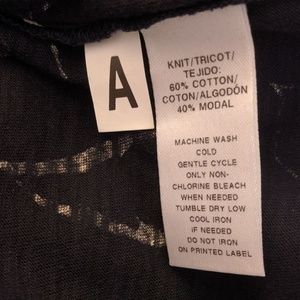 A
KNIT/TRICOT/
TEJIDO:
60% COTTON/
COTON/ALGODÓN
40% MODAL
MACHINE WASH
COLD
GENTLE CYCLE
ONLY NON-
CHLORINE BLEACH
WHEN NEEDED
TUMBLE DRY LOW
COOL IRON
IF NEEDED
DO NOT IRON
ON PRINTED LABEL